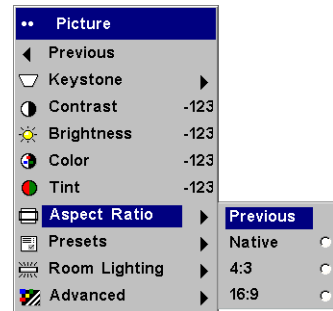 Picture
Previous
Keystone
Contrast -123
Brightness -123
Color -123
Tint -123
Aspect Ratio
Previous
Presets
Native
Room Lighting
4:3
Advanced
16:9